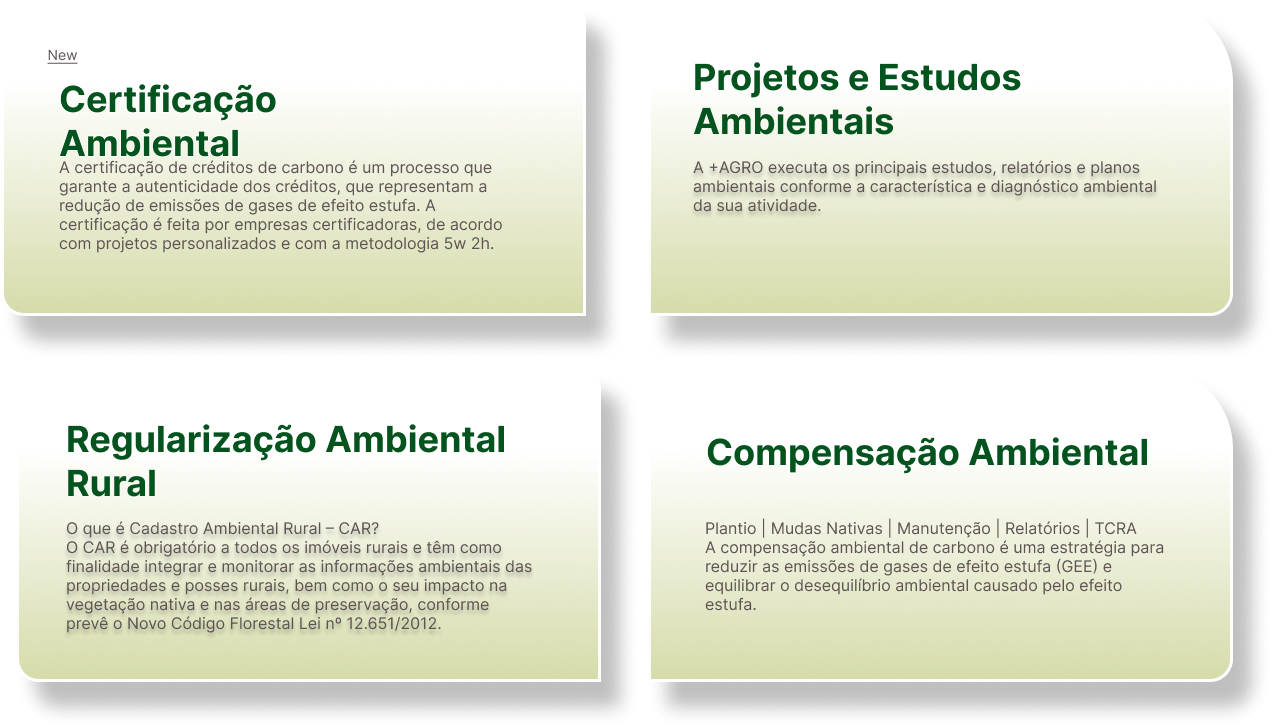 New
Certificação
Ambiental
A certificação de créditos de carbono é um processo que
garante a autenticidade dos créditos, que representam a
redução de emissões de gases de efeito estufa. A
certificação é feita por empresas certificadoras, de acordo
com projetos personalizados e com a metodologia 5w 2h.
Projetos e Estudos
Ambientais
A +AGRO executa os principais estudos, relatórios e planos
ambientais conforme a característica e diagnóstico ambiental
da sua atividade.
Regularização Ambiental
Rural
O que é Cadastro Ambiental Rural – CAR?
O CAR é obrigatório a todos os imóveis rurais e têm como
finalidade integrar e monitorar as informações ambientais das
propriedades e posses rurais, bem como o seu impacto na
vegetação nativa e nas áreas de preservação, conforme
prevê o Novo Código Florestal Lei nº 12.651/2012.
Compensação Ambiental
Plantio | Mudas Nativas | Manutenção | Relatórios | TCRA
A compensação ambiental de carbono é uma estratégia para
reduzir as emissões de gases de efeito estufa (GEE) e
equilibrar o desequilíbrio ambiental causado pelo efeito
estufa.